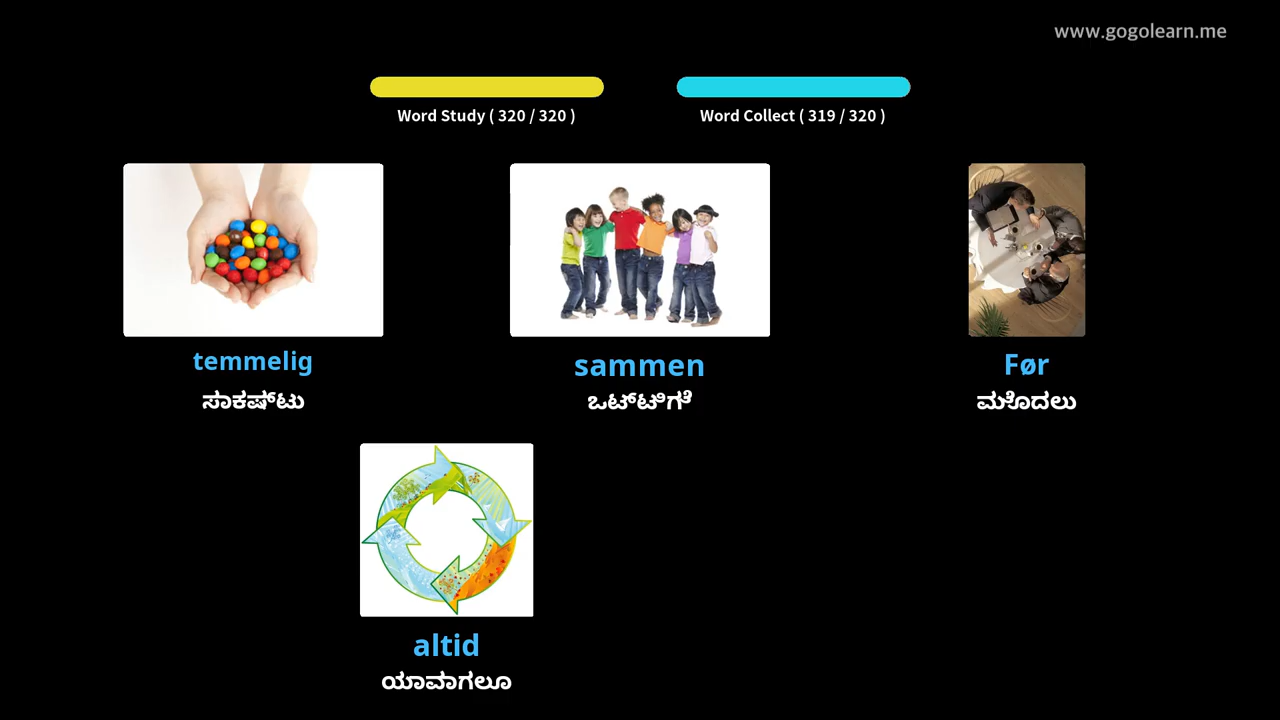 www.gogolearn.me
Word Study ( 320 / 320 )
Word Collect ( 319 / 320 )
temmelig
ಸಾಕಷ್ಟು
sammen
ಒಟ್ಟಿಗೆ
Før
ಮೊದಲು
altid
ಯಾವಾಗಲೂ